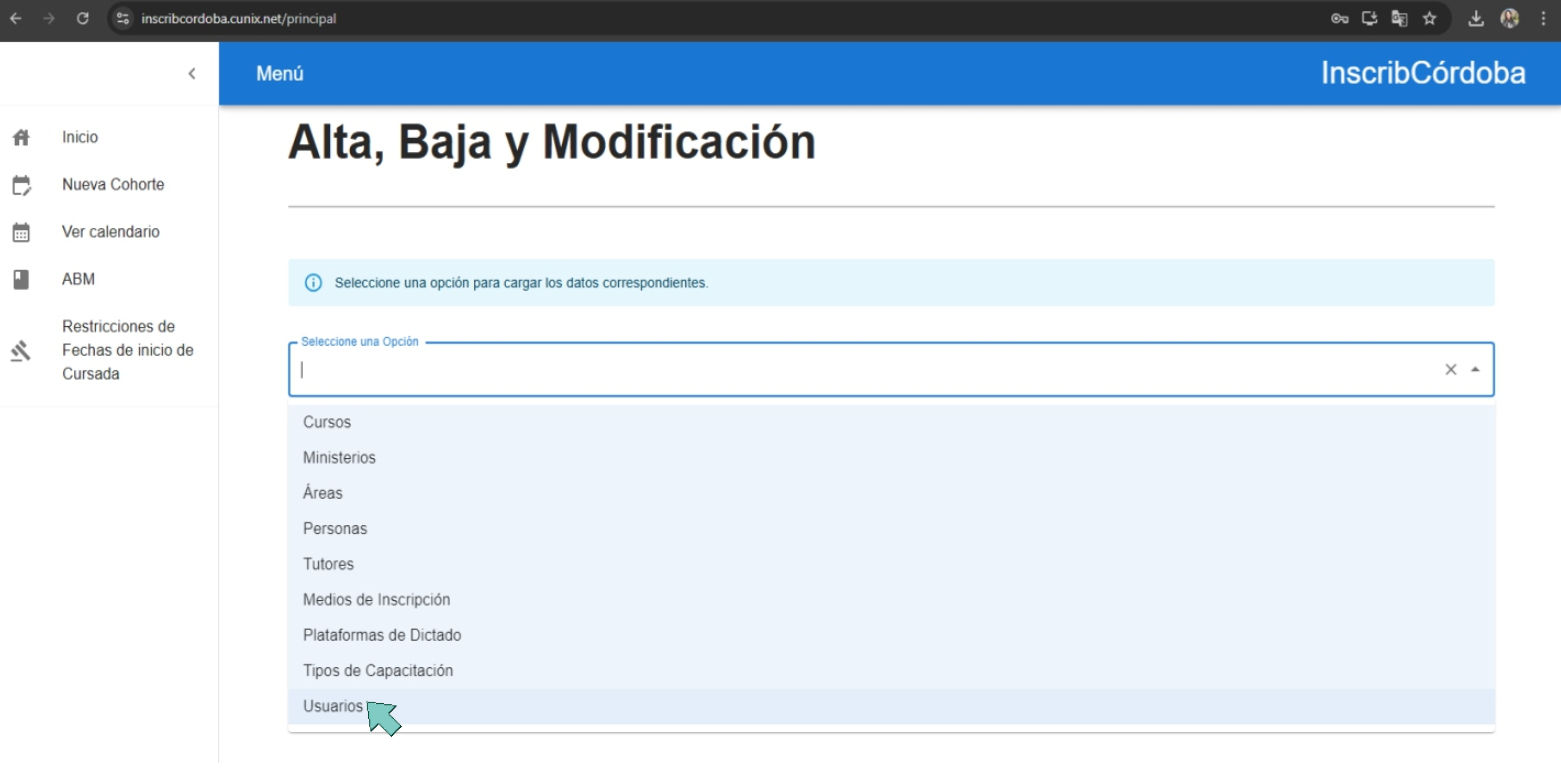 inscribcordoba.cunix.net/principal
Menú
InscribCórdoba
Inicio
Nueva Cohorte
Ver calendario
ABM
Restricciones de
Fechas de inicio de
Cursada
Alta, Baja y Modificación
Seleccione una opción para cargar los datos correspondientes.
Seleccione una Opción
Cursos
Ministerios
Áreas
Personas
Tutores
Medios de Inscripción
Plataformas de Dictado
Tipos de Capacitación
Usuarios